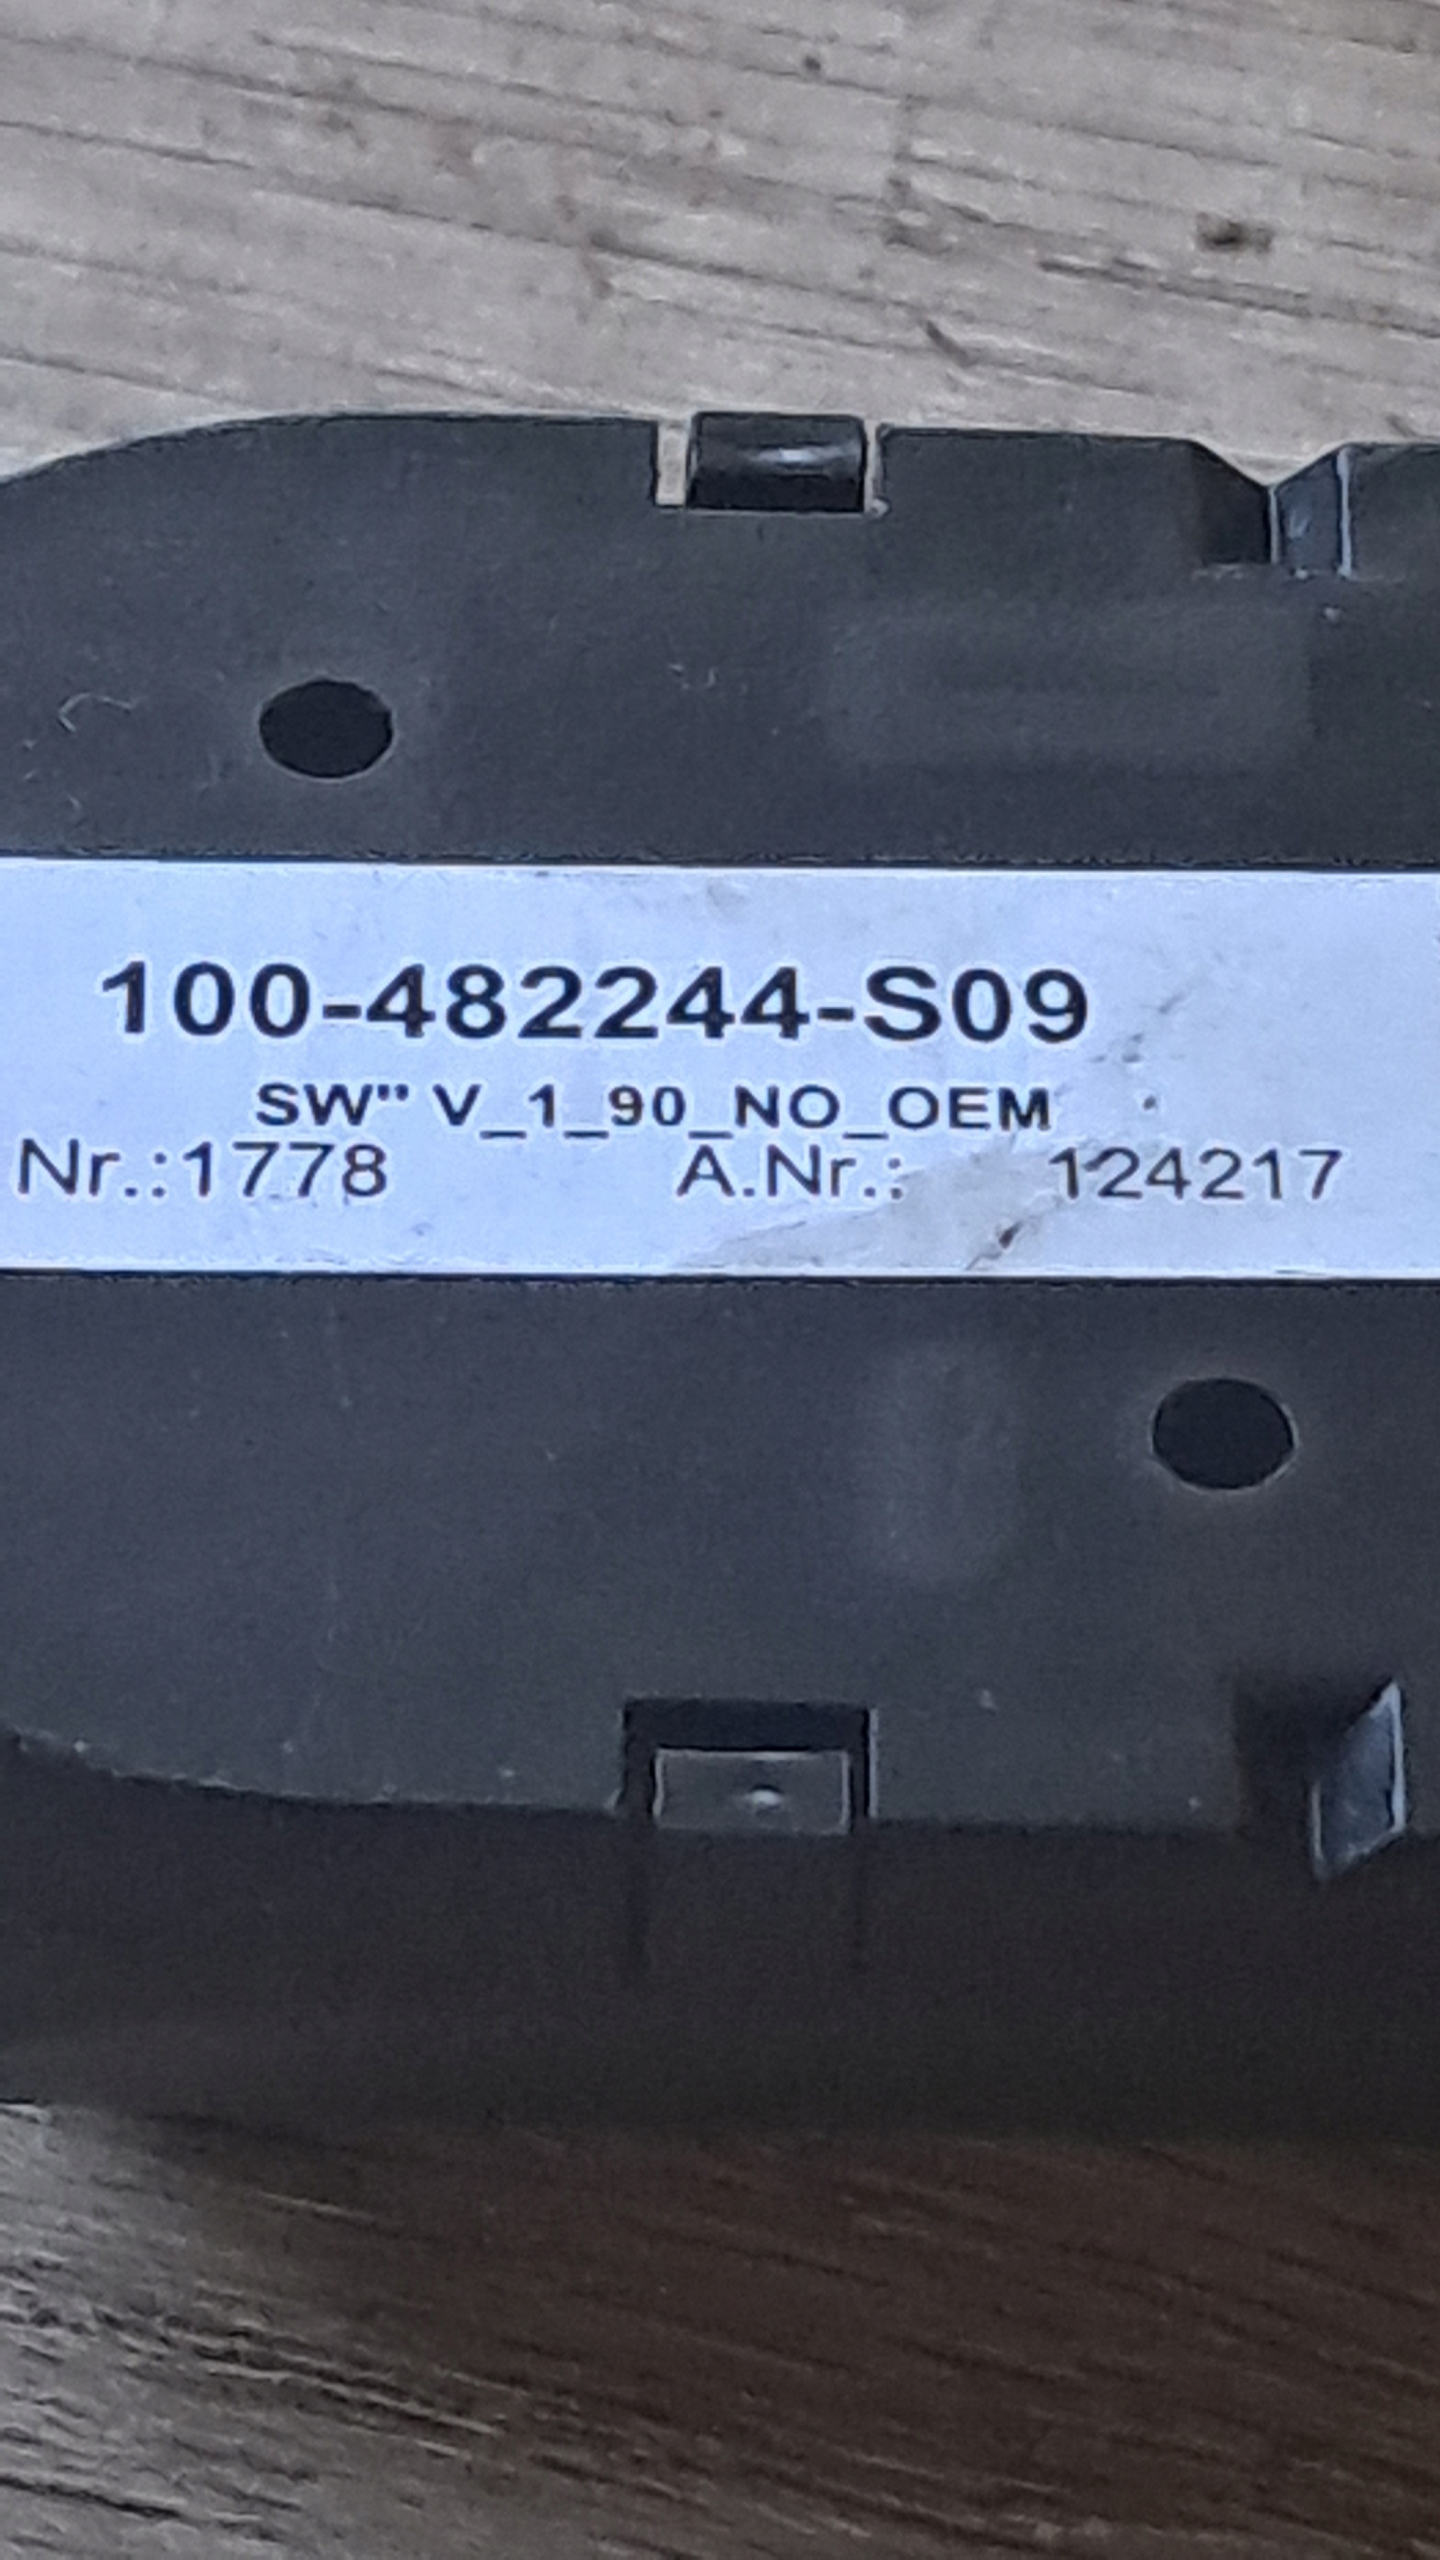 100-482244-S09
SW" V_1_90_NO_OEM
Nr.:1778 A.Nr.: 124217